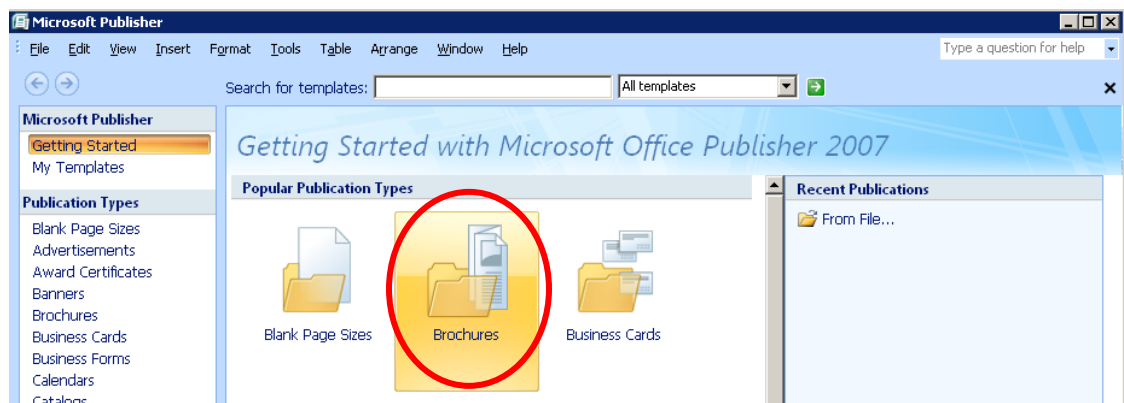 Microsoft Publisher
File Edit View Insert Format Tools Table Arrange Window Help
Type a question for help
Search for templates:
All templates
Microsoft Publisher
Getting Started
My Templates
Publication Types
Blank Page Sizes
Advertisements
Award Certificates
Banners
Brochures
Business Cards
Business Forms
Calendars
Catalogs
Getting Started with Microsoft Office Publisher 2007
Popular Publication Types
Blank Page Sizes
Brochures
Business Cards
Recent Publications
From File...